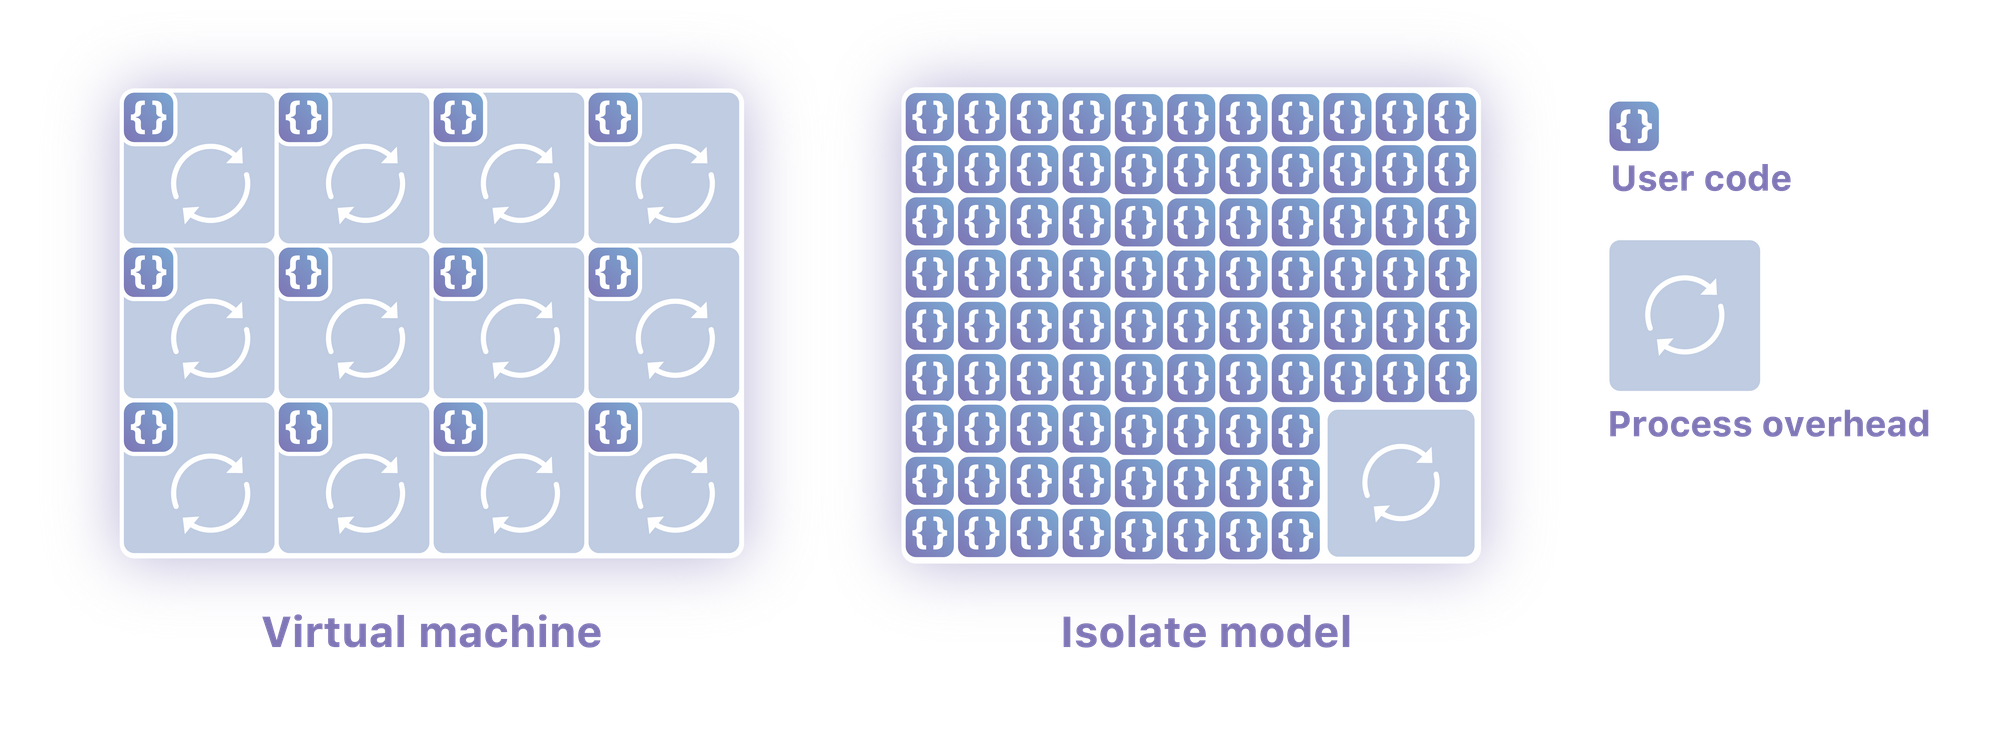 {}
User code
Process overhead
Virtual machine
Isolate model